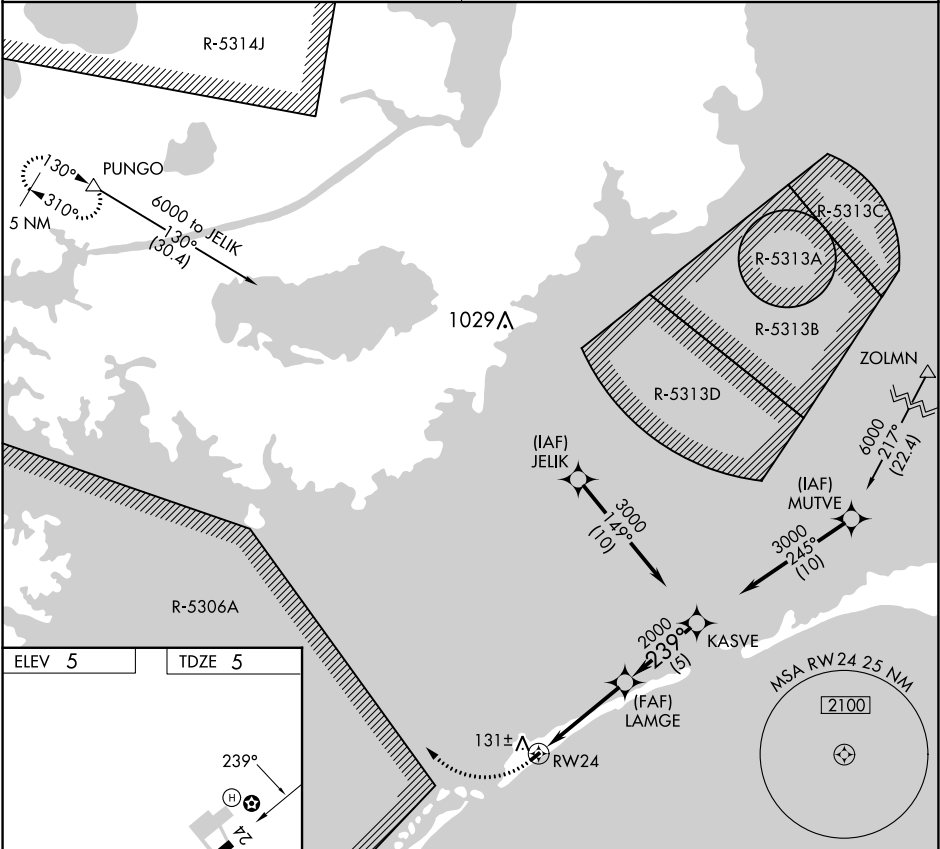 R-5314J
130°
PUNGO
310°
5 NM
6000 to JELIK
130°
(30.4)
R-5313C
R-5313A
1029
R-5313B
ZOLMN
R-5313D
6000
217°
(22.4)
(IAF)
JELIK
(IAF)
MUTVE
3000
149°
(10)
3000
245°
(10)
R-5306A
2000
239°
(5)
KASVE
ELEV 5
TDZE 5
MSA RW24 25 NM
2100
(FAF)
LAMGE
131±
RW24
239°
H
24